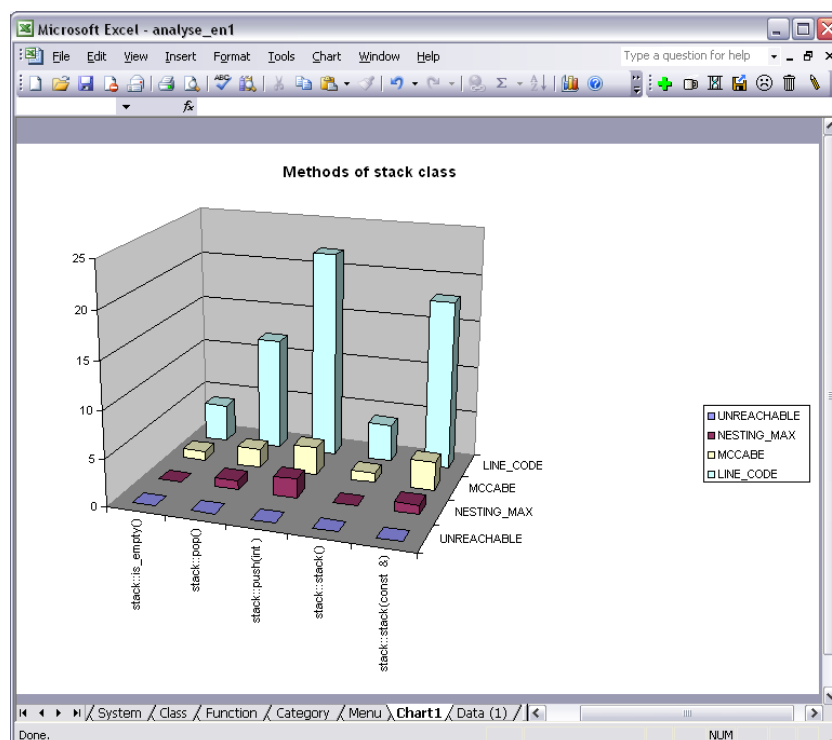 Microsoft Excel - analyse_en1
File Edit View Insert Format Tools Chart Window Help
Type a question for help
ABC
fx
Methods of stack class
25
20
15
10
5
0
stack::is_empty()
stack::pop()
stack::push(int )
stack::stack()
stack::stack(const &)
LINE_CODE
MCCABE
NESTING_MAX
UNREACHABLE
UNREACHABLE
NESTING_MAX
MCCABE
LINE_CODE
System Class Function Category Menu Chart1 Data (1)
Done. NUM